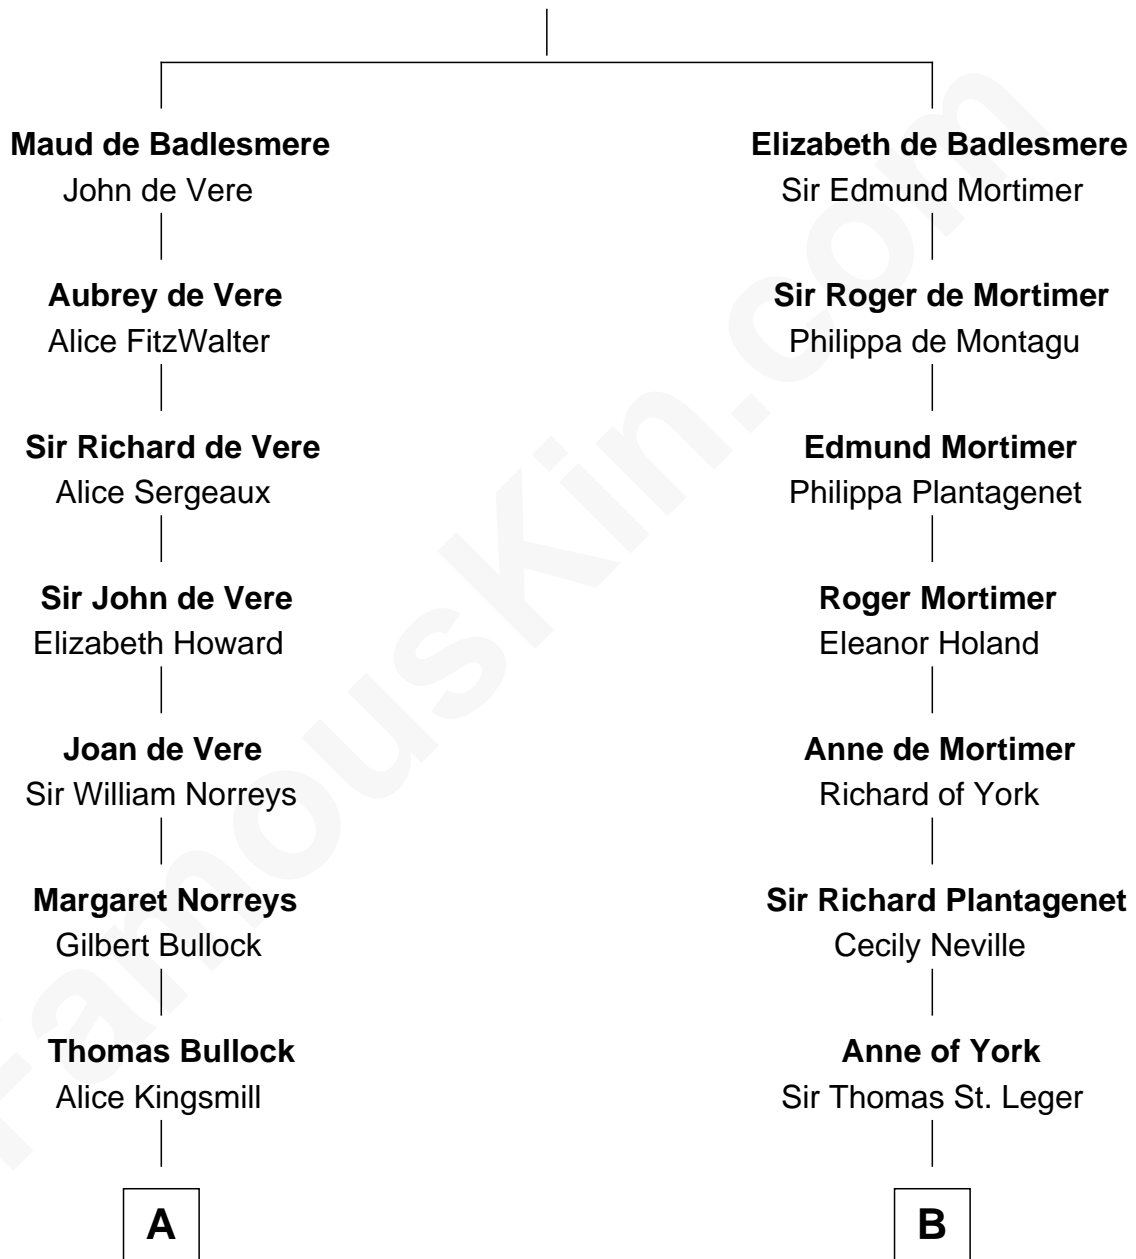 Maud de Badlesmere
John de Vere
Elizabeth de Badlesmere
Sir Edmund Mortimer
Aubrey de Vere
Alice FitzWalter
Sir Roger de Mortimer
Philippa de Montagu
Sir Richard de Vere
Alice Sergeaux
Edmund Mortimer
Philippa Plantagenet
Sir John de Vere
Elizabeth Howard
Roger Mortimer
Eleanor Holand
Joan de Vere
Sir William Norreys
Anne de Mortimer
Richard of York
Margaret Norreys
Gilbert Bullock
Sir Richard Plantagenet
Cecily Neville
Thomas Bullock
Alice Kingsmill
Anne of York
Sir Thomas St. Leger
A
B
FamousKin.com